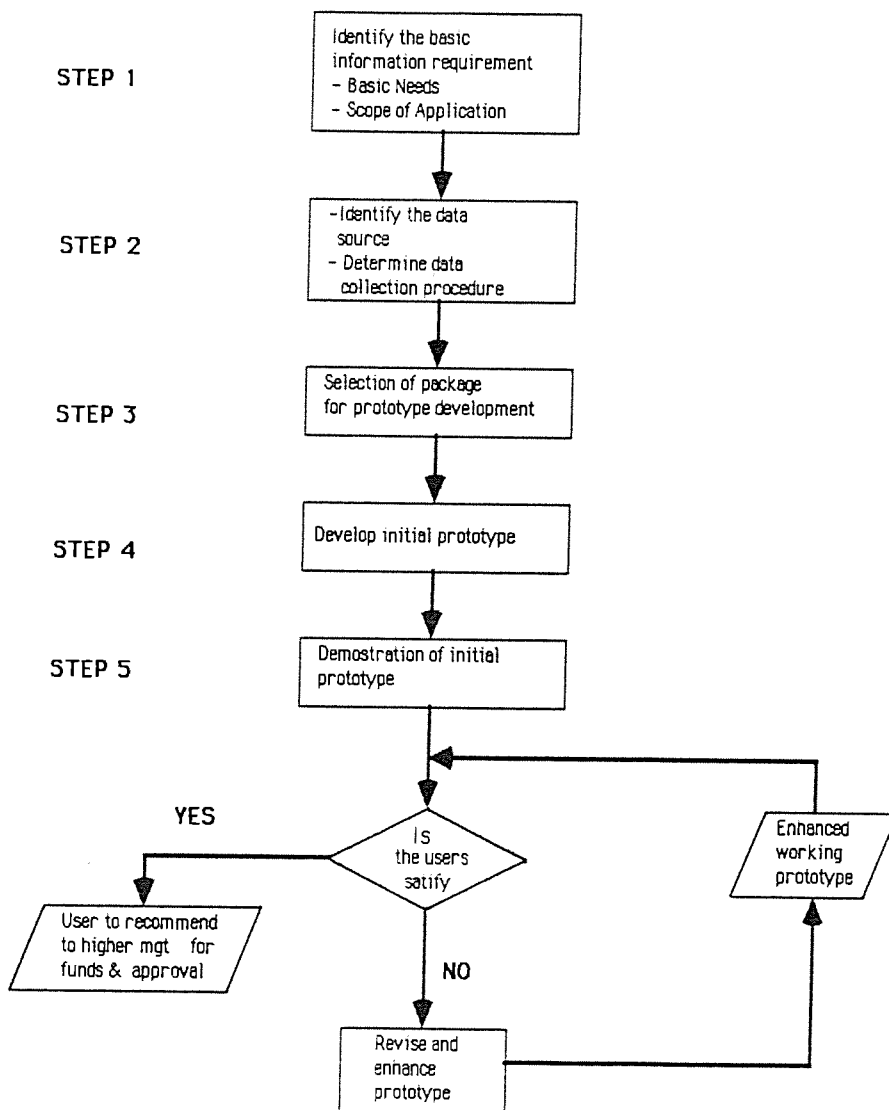 STEP 1
Identify the basic
information requirement
- Basic Needs
- Scope of Application
STEP 2
-Identify the data
source
- Determine data
collection procedure
STEP 3
Selection of package
for prototype development
STEP 4
Develop initial prototype
STEP 5
Demostration of initial
prototype
YES
Is
the users
satify
Enhanced
working
prototype
User to recommend
to higher mgt for
funds & approval
NO
Revise and
enhance
prototype